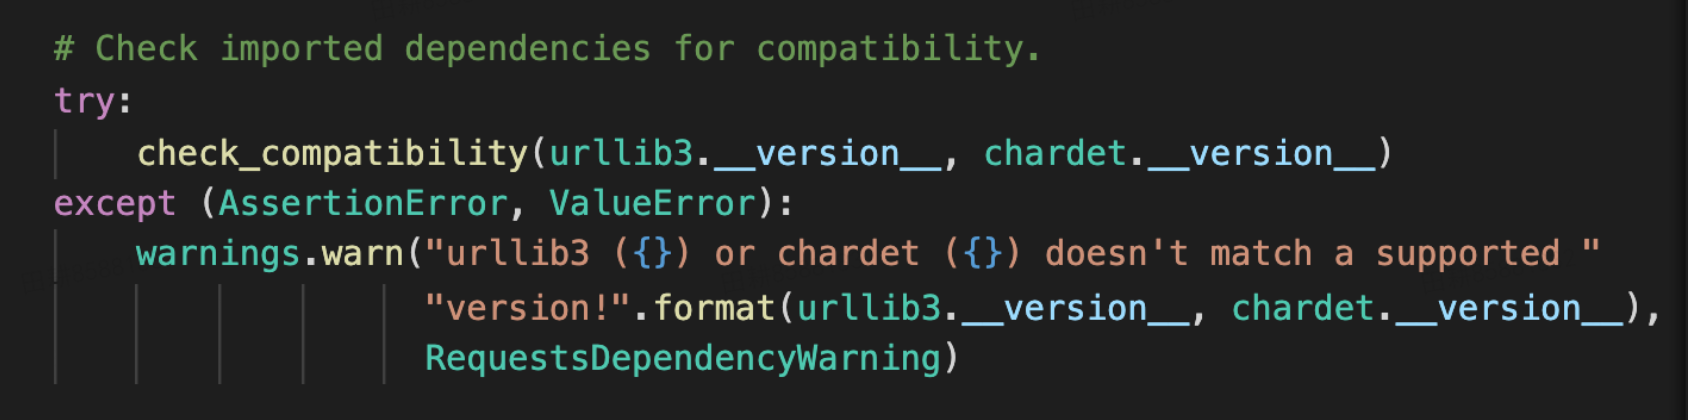 # Check imported dependencies for compatibility.
try:
    check_compatibility(urllib3.__version__, chardet.__version__)
except (AssertionError, ValueError):
    warnings.warn("urllib3 ({}) or chardet ({}) doesn't match a supported "
                  "version!".format(urllib3.__version__, chardet.__version__),
                  RequestsDependencyWarning)